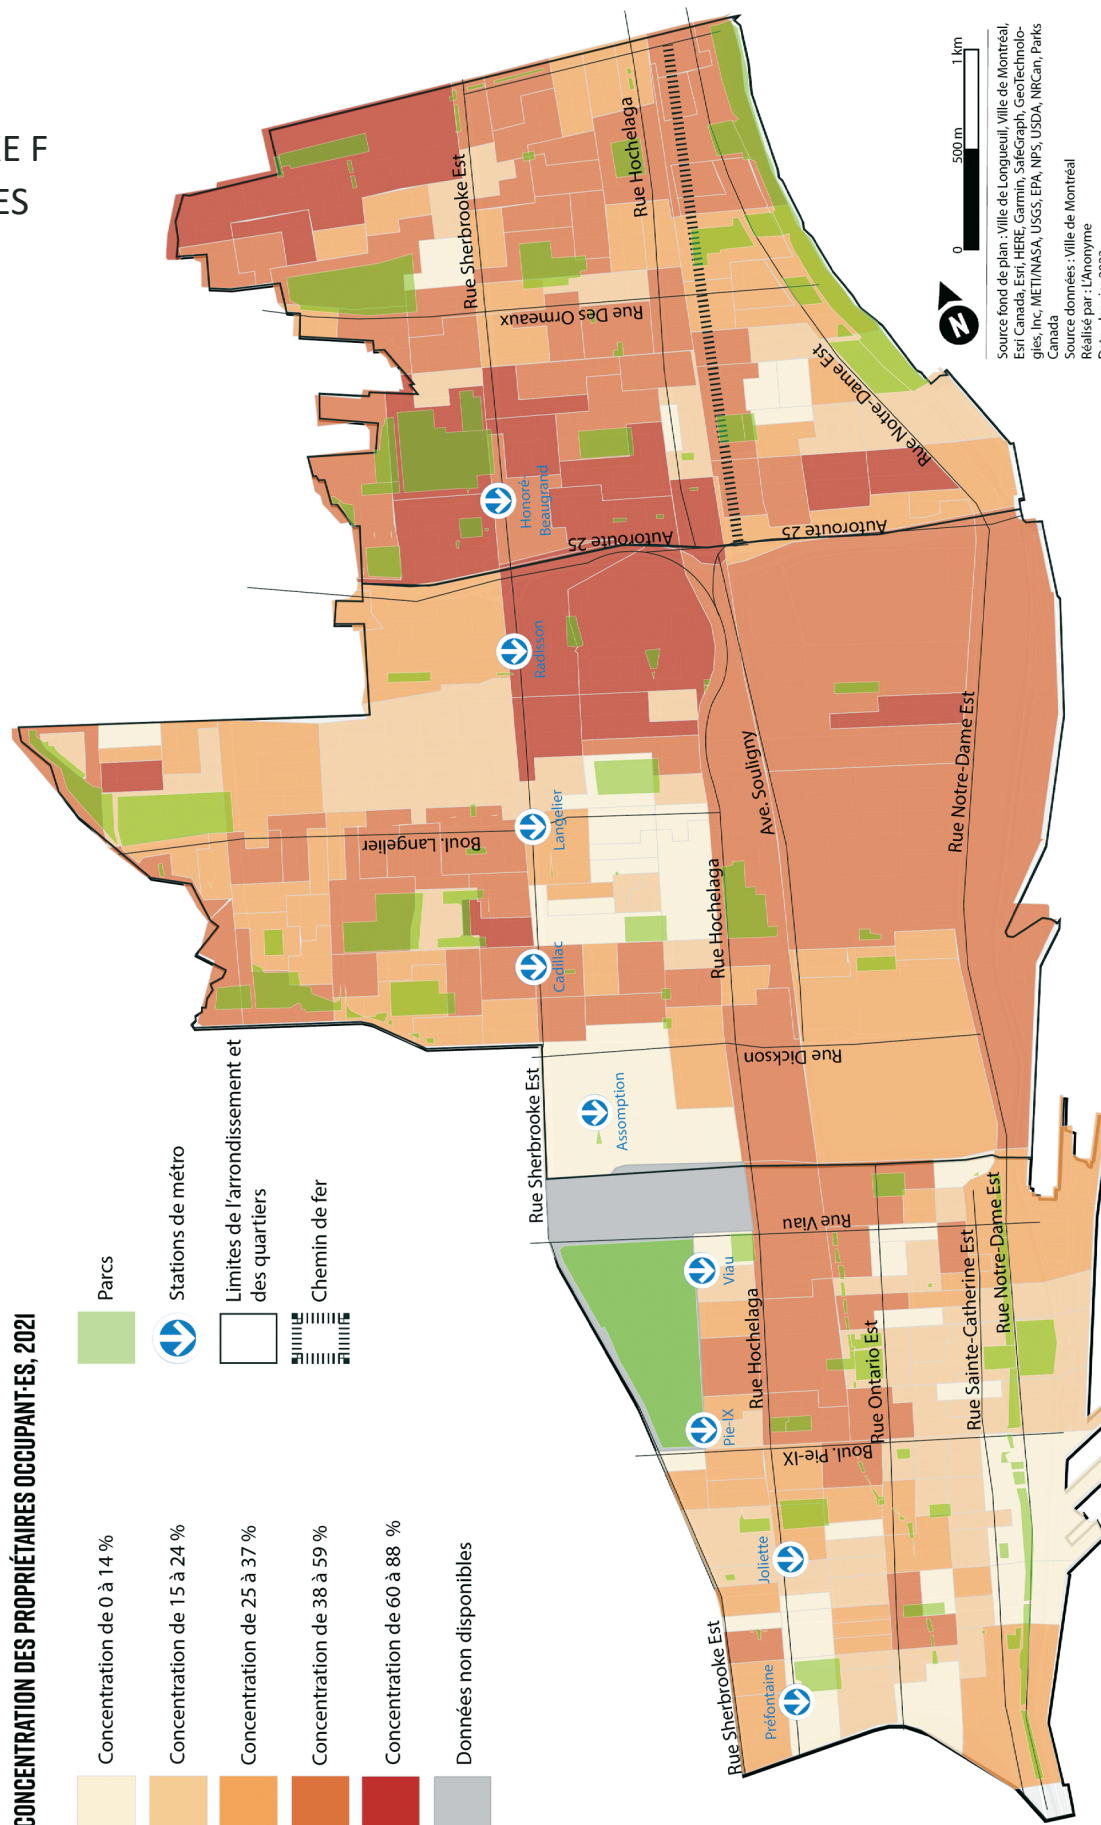 E F
ES
CONCENTRATION DES PROPRIÉTAIRES OCCUPANT·ES, 2021
Concentration de 0 à 14 %
Concentration de 15 à 24 %
Concentration de 25 à 37 %
Concentration de 38 à 59 %
Concentration de 60 à 88 %
Données non disponibles
Parcs
Stations de métro
Limites de l'arrondissement et
des quartiers
Chemin de fer
Rue Sherbrooke Est
Rue Sherbrooke Est
Rue Sherbrooke Est
Préfontaine
Joliette
Pie-IX
Viau
Assomption
Cadillac
Langelier
Radisson
Honoré-
Beaugrand
Boul. Pie-IX
Rue Viau
Rue Dickson
Boul. Langelier
Autoroute 25
Autoroute 25
Rue Des Ormeaux
Rue Hochelaga
Rue Hochelaga
Rue Hochelaga
Rue Ontario Est
Rue Sainte-Catherine Est
Rue Notre-Dame Est
Rue Notre-Dame Est
Rue Notre-Dame Est
Ave. Souligny
N
0
500 m
1 km
Source fond de plan : Ville de Longueuil, Ville de Montréal,
Esri Canada, Esri, HERE, Garmin, SafeGraph, GeoTechnolo-
gies, Inc, METI/NASA, USGS, EPA, NPS, USDA, NRCan, Parks
Canada
Source données : Ville de Montréal
Réalisé par : L'Anonyme